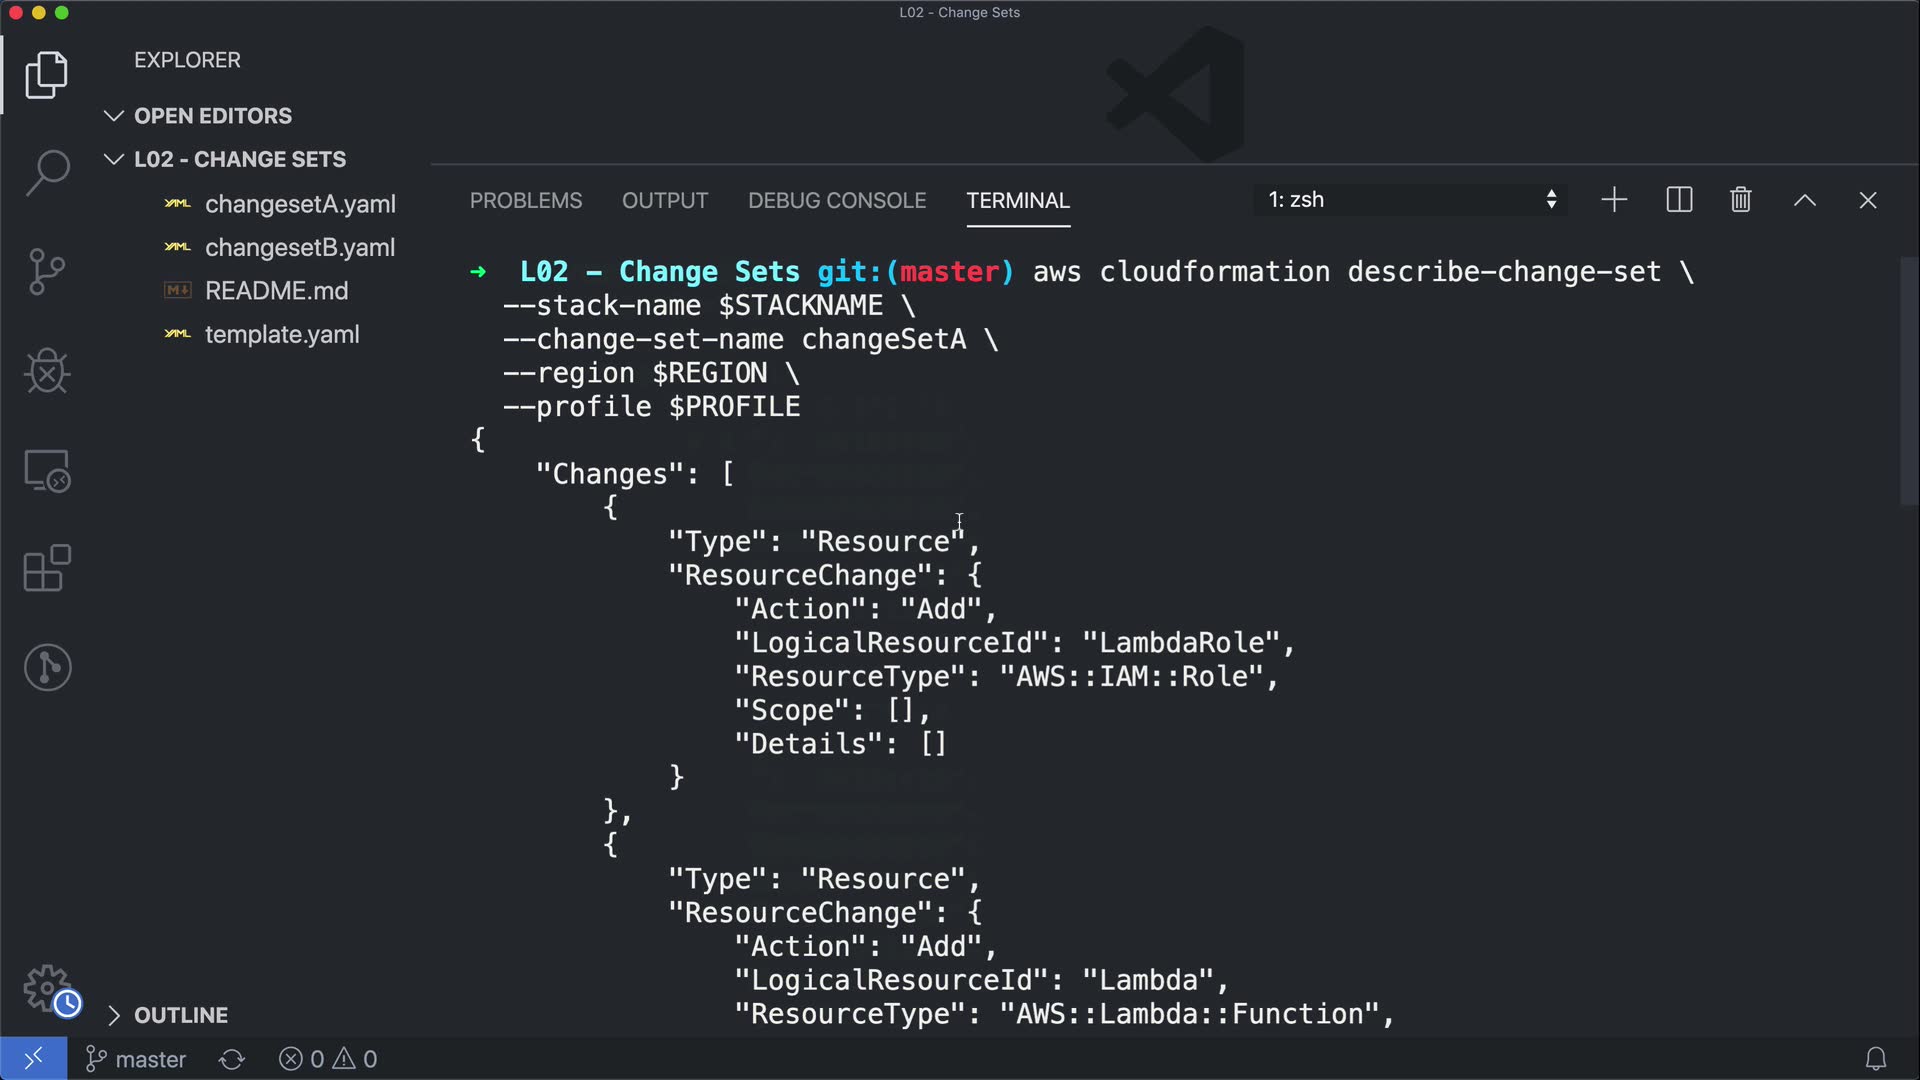 L02 - Change Sets
EXPLORER
OPEN EDITORS
L02 - CHANGE SETS
changesetA.yaml
changesetB.yaml
README.md
template.yaml
OUTLINE
PROBLEMS OUTPUT DEBUG CONSOLE TERMINAL 1: zsh
➜ L02 - Change Sets git:(master) aws cloudformation describe-change-set \
--stack-name $STACKNAME \
--change-set-name changeSetA \
--region $REGION \
--profile $PROFILE
{
"Changes": [
{
"Type": "Resource",
"ResourceChange": {
"Action": "Add",
"LogicalResourceId": "LambdaRole",
"ResourceType": "AWS::IAM::Role",
"Scope": [],
"Details": []
}
},
{
"Type": "Resource",
"ResourceChange": {
"Action": "Add",
"LogicalResourceId": "Lambda",
"ResourceType": "AWS::Lambda::Function",
master 0 0